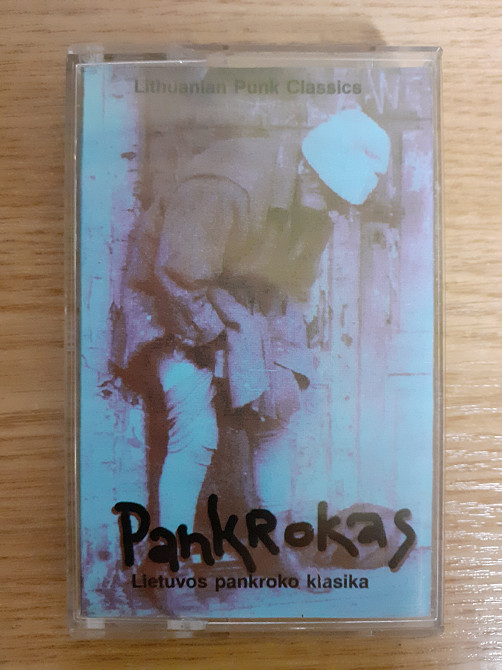 Lithuanian Punk Classics
PankRokas
Lietuvos pankroko klasika